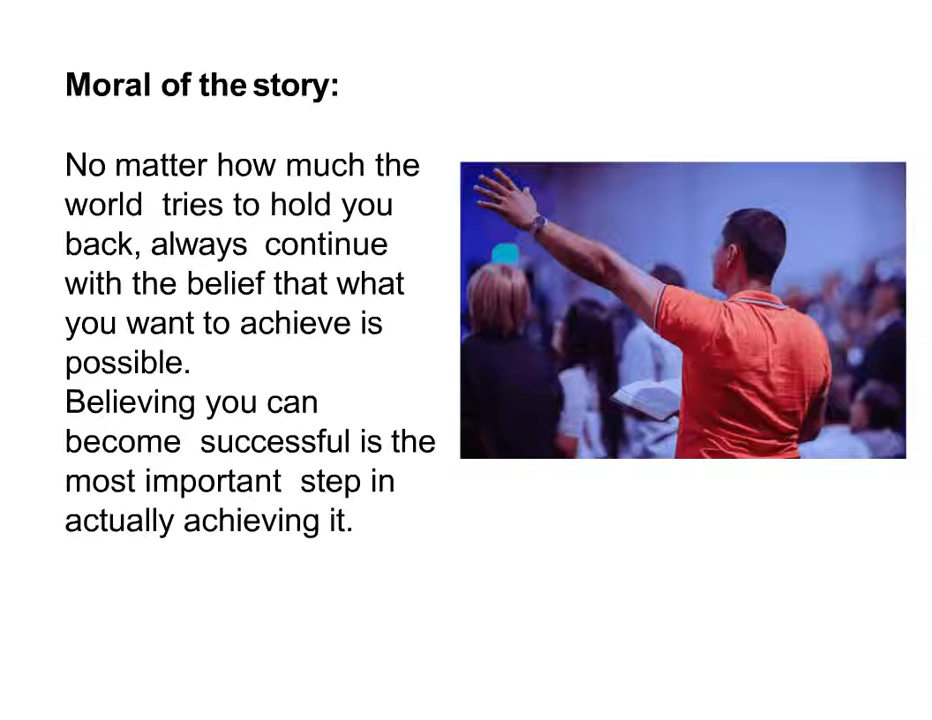 Moral of the story:
No matter how much the
world  tries to hold you
back, always  continue
with the belief that what
you want to achieve is
possible.
Believing you can
become  successful is the
most important  step in
actually achieving it.